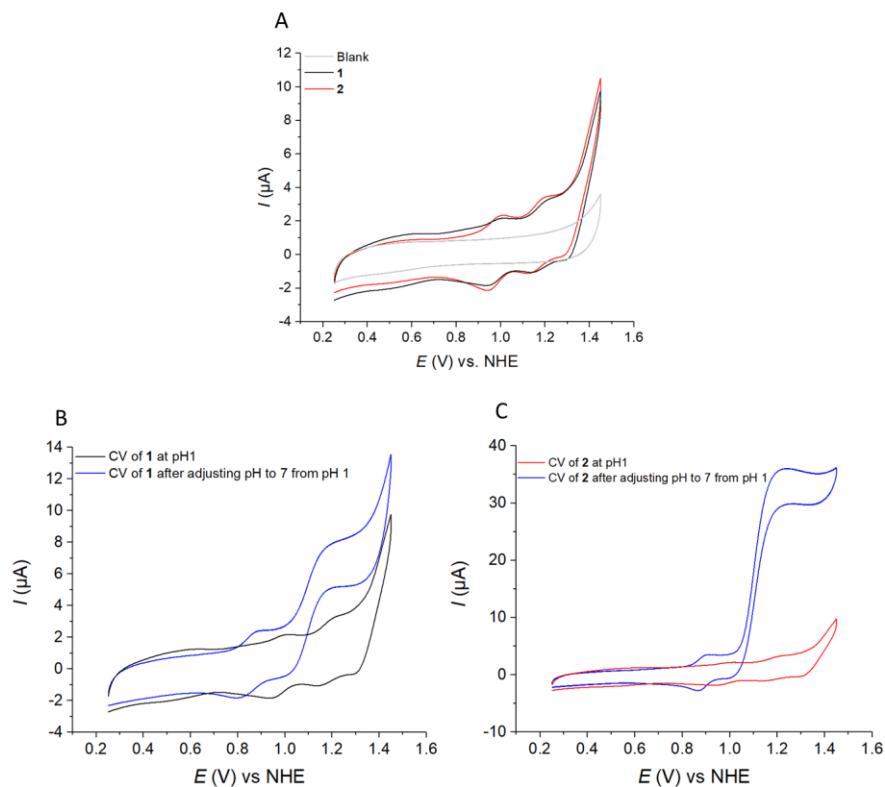 A
12
10
8
6
4
2
0
-2
-4
I (µA)
Blank
1
2
0.2 0.4 0.6 0.8 1.0 1.2 1.4 1.6
E (V) vs. NHE
B
14
12
10
8
6
4
2
0
-2
-4
I (µA)
CV of 1 at pH1
CV of 1 after adjusting pH to 7 from pH 1
0.2 0.4 0.6 0.8 1.0 1.2 1.4 1.6
E (V) vs NHE
C
40
30
20
10
0
-10
I (µA)
CV of 2 at pH1
CV of 2 after adjusting pH to 7 from pH 1
0.2 0.4 0.6 0.8 1.0 1.2 1.4 1.6
E (V) vs NHE